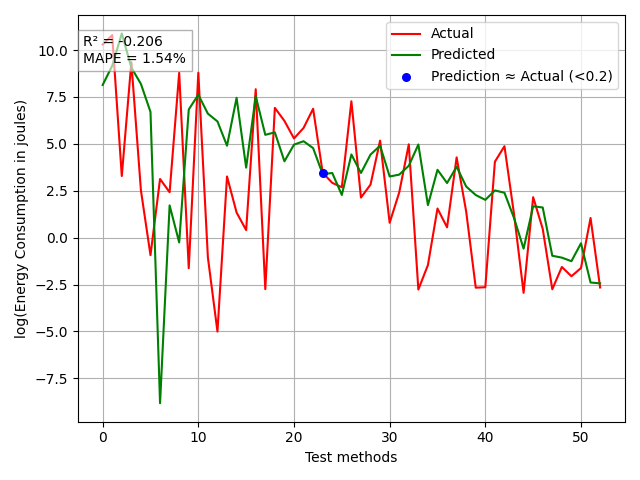 R² = -0.206
MAPE = 1.54%
Actual
Predicted
Prediction ≈ Actual (<0.2)
10.0
7.5
5.0
2.5
0.0
−2.5
−5.0
−7.5
log(Energy Consumption in joules)
0 10 20 30 40 50
Test methods